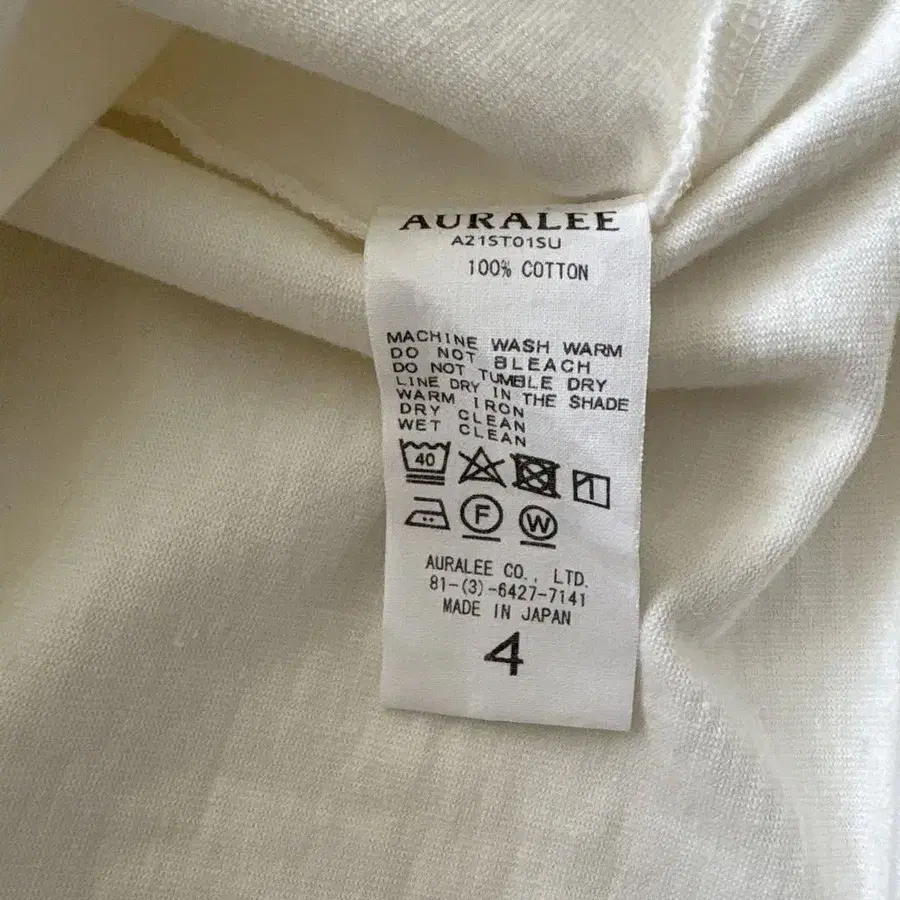 AURALEE
A21ST01SU
100% COTTON
MACHINE WASH WARM
DO NOT BLEACH
DO NOT TUMBLE DRY
LINE DRY IN THE SHADE
WARM IRON
DRY CLEAN
WET CLEAN
40
F W
AURALEE CO., LTD.
81-(3)-6427-7141
MADE IN JAPAN
4